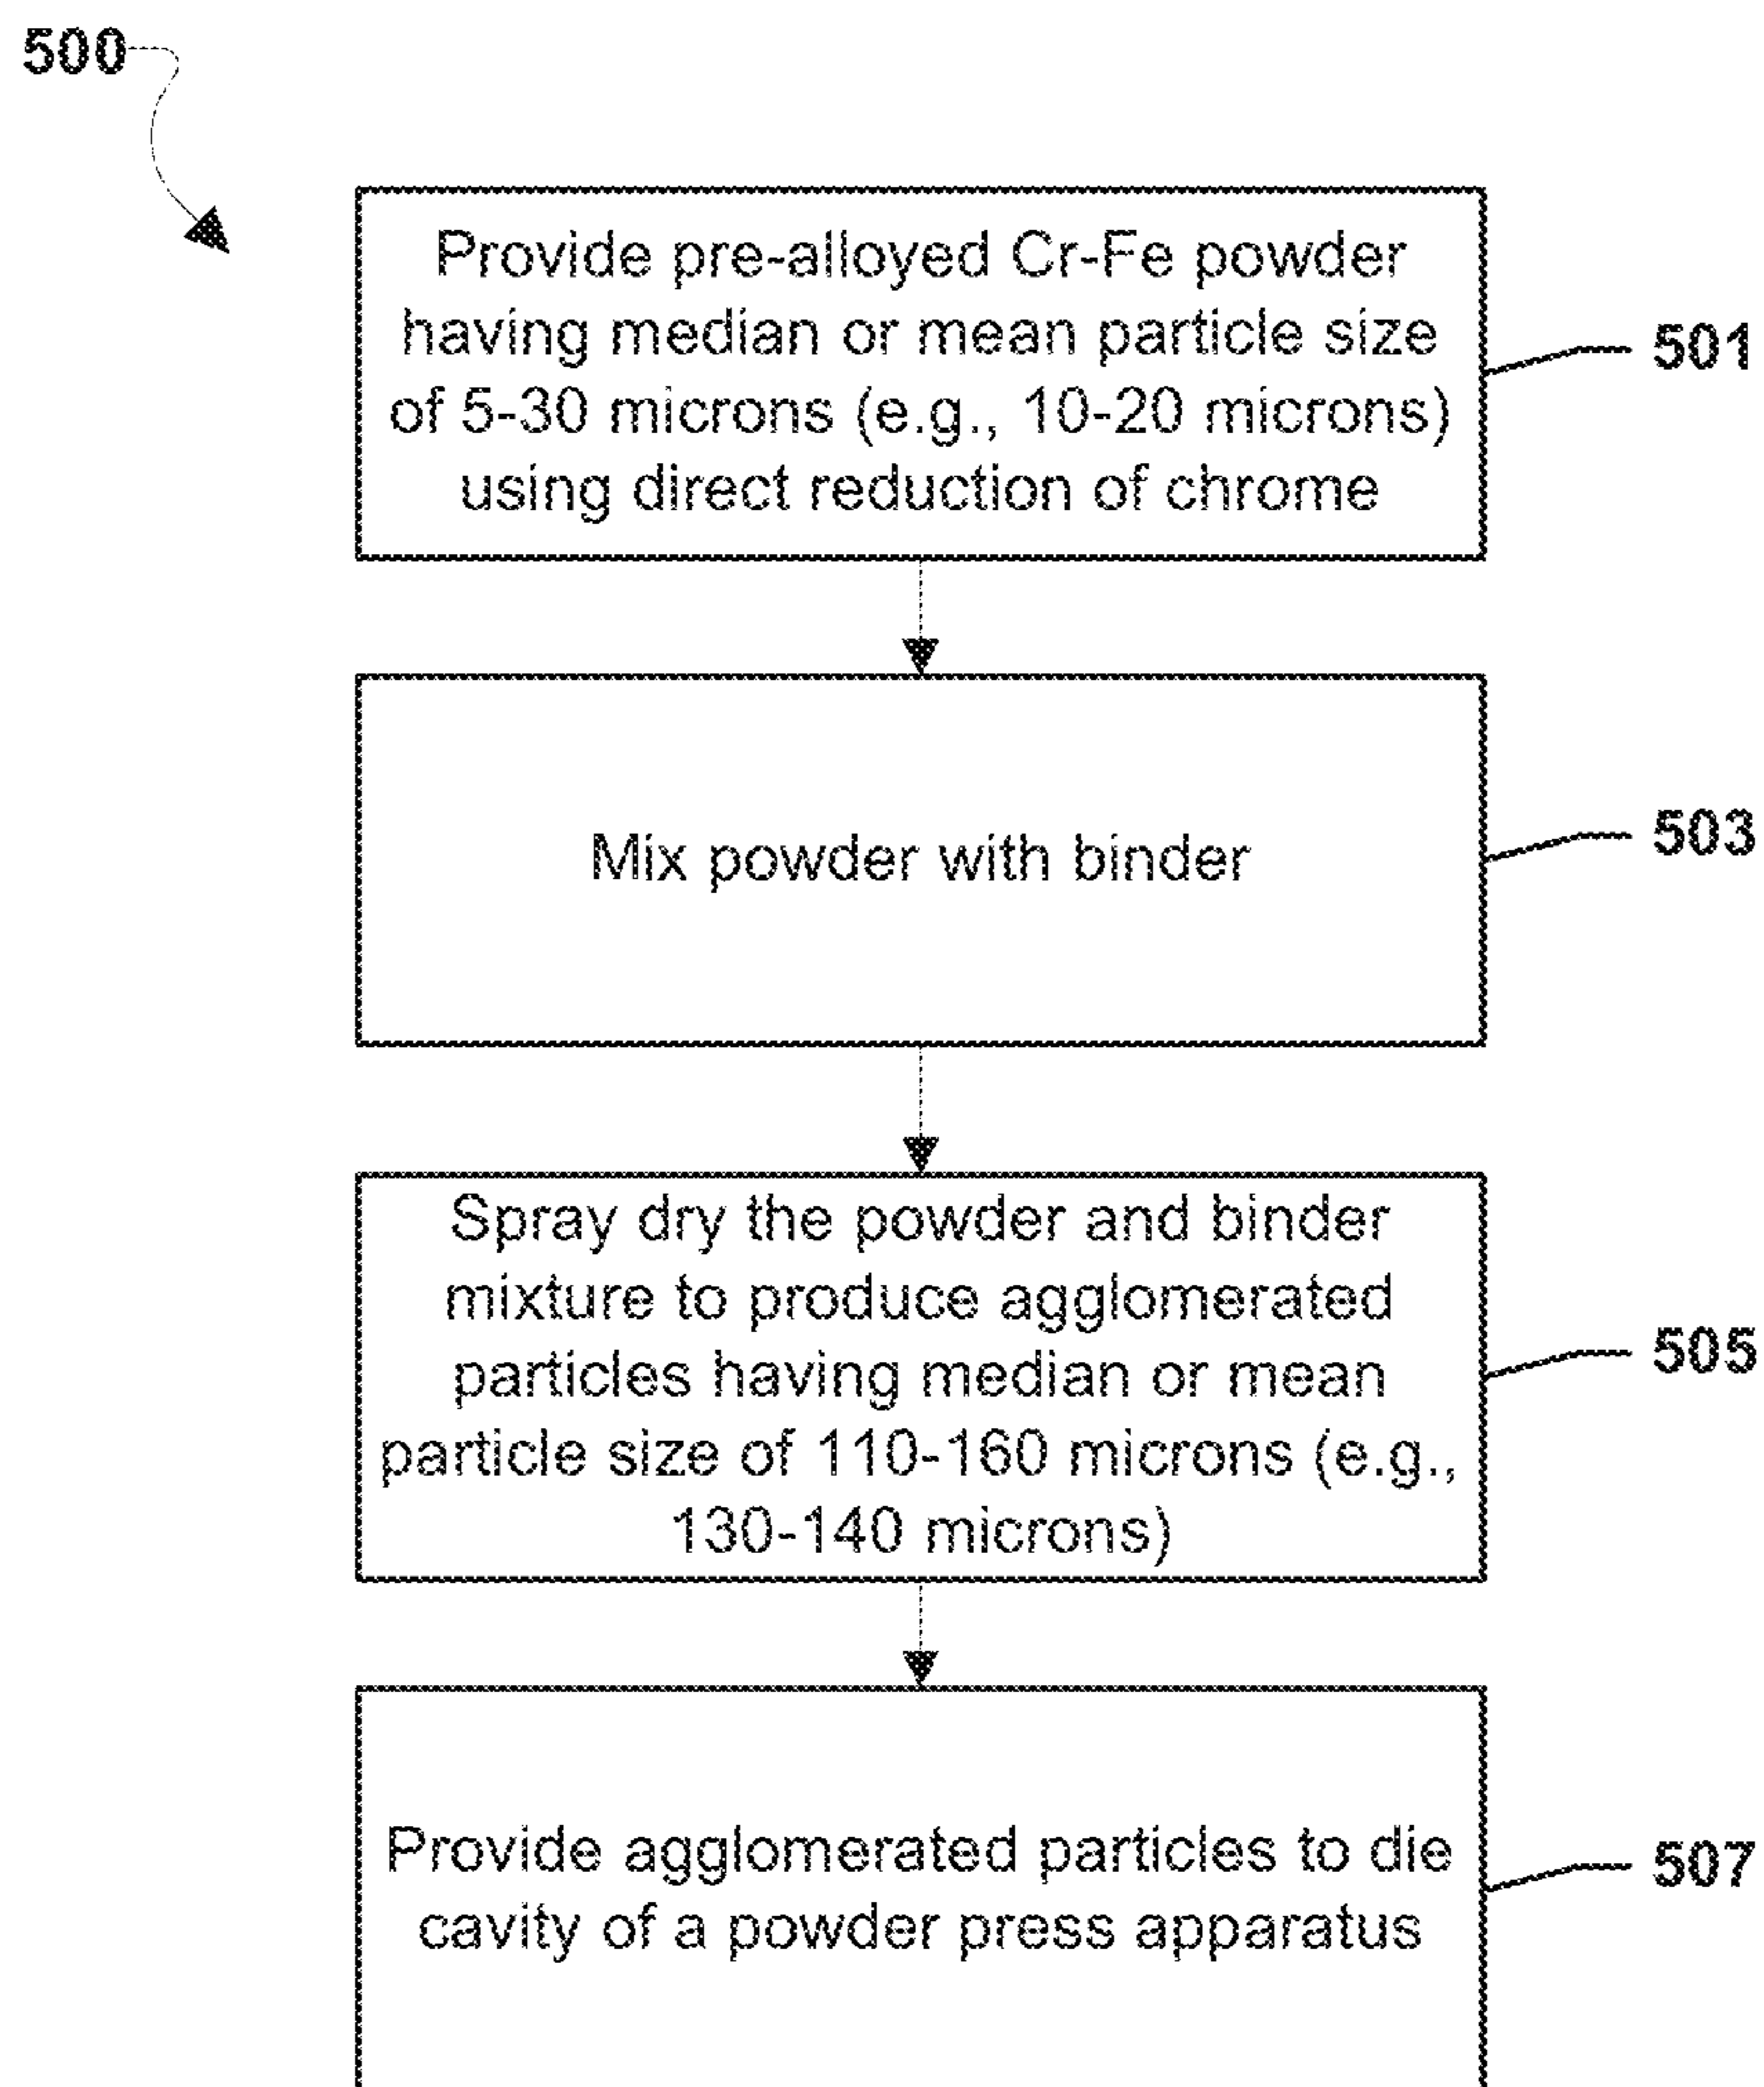 500
Provide pre-alloyed Cr-Fe powder
having median or mean particle size
of 5-30 microns (e.g., 10-20 microns)
using direct reduction of chrome
501
Mix powder with binder
503
Spray dry the powder and binder
mixture to produce agglomerated
particles having median or mean
particle size of 110-160 microns (e.g.,
130-140 microns)
505
Provide agglomerated particles to die
cavity of a powder press apparatus
507